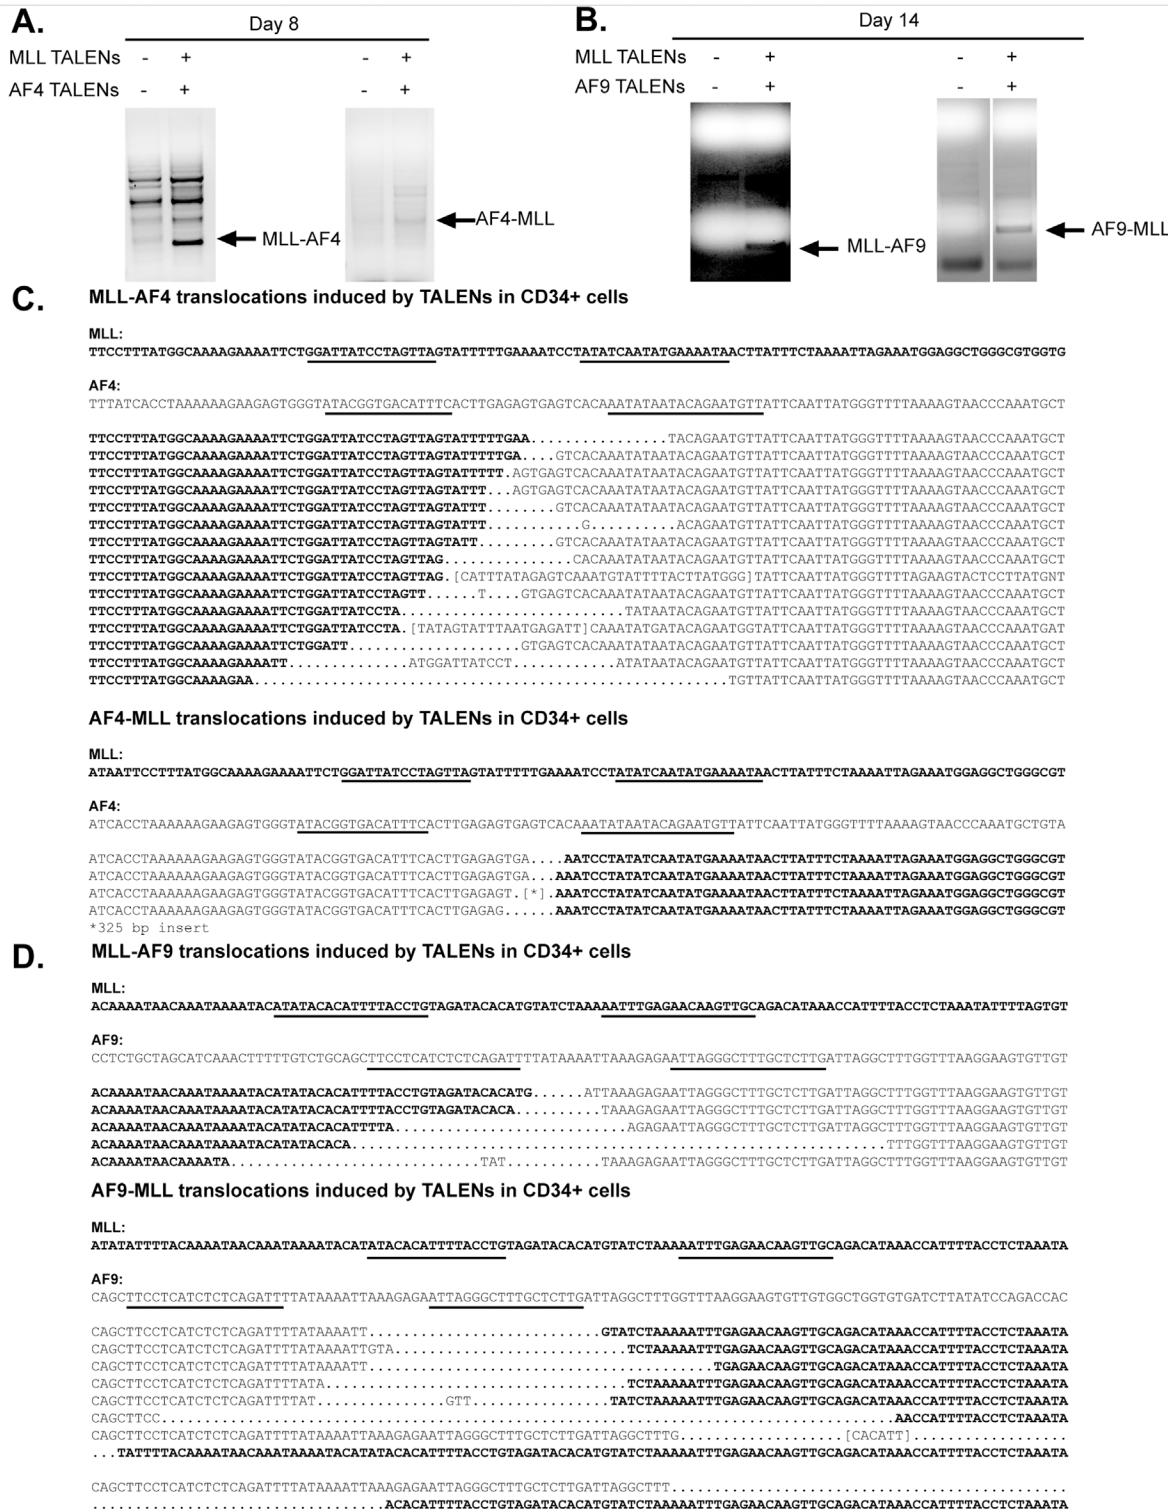 A.
Day 8
MLL TALENs - + - +
AF4 TALENs - + - +
MLL-AF4
AF4-MLL
B.
Day 14
MLL TALENs - + - +
AF9 TALENs - + - +
MLL-AF9
AF9-MLL
C.
MLL-AF4 translocations induced by TALENs in CD34+ cells
MLL:
TTCCTTTATGGCAAAAGAAAATTCTGGATTATCCTAGTTAGTATTTTTGAAAATCCTATATCAATATGAAAATAACTTATTTCTAAAATTAGAAATGGAGGCTGGGCGTGGTG
AF4:
TTTATCACCTAAAAAAGAAGAGTGGGTATACGGTGACATTTCACTTGAGAGTGAGTCACAAATATAATACAGAATGTTATTCAATTATGGGTTTTAAAAGTAACCCAAATGCT
TTCCTTTATGGCAAAAGAAAATTCTGGATTATCCTAGTTAGTATTTTTGAA................TACAGAATGTTATTCAATTATGGGTTTTAAAAGTAACCCAAATGCT
TTCCTTTATGGCAAAAGAAAATTCTGGATTATCCTAGTTAGTATTTTTGA....GTCACAAATATAATACAGAATGTTATTCAATTATGGGTTTTAAAAGTAACCCAAATGCT
TTCCTTTATGGCAAAAGAAAATTCTGGATTATCCTAGTTAGTATTTTT.AGTGAGTCACAAATATAATACAGAATGTTATTCAATTATGGGTTTTAAAAGTAACCCAAATGCT
TTCCTTTATGGCAAAAGAAAATTCTGGATTATCCTAGTTAGTATTT...AGTGAGTCACAAATATAATACAGAATGTTATTCAATTATGGGTTTTAAAAGTAACCCAAATGCT
TTCCTTTATGGCAAAAGAAAATTCTGGATTATCCTAGTTAGTATTT........GTCACAAATATAATACAGAATGTTATTCAATTATGGGTTTTAAAAGTAACCCAAATGCT
TTCCTTTATGGCAAAAGAAAATTCTGGATTATCCTAGTTAGTATTT...........G..........ACAGAATGTTATTCAATTATGGGTTTTAAAAGTAACCCAAATGCT
TTCCTTTATGGCAAAAGAAAATTCTGGATTATCCTAGTTAGTATT.........GTCACAAATATAATACAGAATGTTATTCAATTATGGGTTTTAAAAGTAACCCAAATGCT
TTCCTTTATGGCAAAAGAAAATTCTGGATTATCCTAGTTAG...............CACAAATATAATACAGAATGTTATTCAATTATGGGTTTTAAAAGTAACCCAAATGCT
TTCCTTTATGGCAAAAGAAAATTCTGGATTATCCTAGTTAG.[CATTTATAGAGTCAAATGTATTTTACTTATGGG]TATTCAATTATGGGTTTTAGAAGTACTCCTTATGNT
TTCCTTTATGGCAAAAGAAAATTCTGGATTATCCTAGTT......T....GTGAGTCACAAATATAATACAGAATGTTATTCAATTATGGGTTTTAAAAGTAACCCAAATGCT
TTCCTTTATGGCAAAAGAAAATTCTGGATTATCCTA..........................TATAATACAGAATGTTATTCAATTATGGGTTTTAAAAGTAACCCAAATGCT
TTCCTTTATGGCAAAAGAAAATTCTGGATTATCCTA.[TATAGTATTTAATGAGATT]CAAATATGATACAGAATGGTATTCAATTATGGGTTTTAAAAGTAACCCAAATGAT
TTCCTTTATGGCAAAAGAAAATTCTGGATT....................GTGAGTCACAAATATAATACAGAATGTTATTCAATTATGGGTTTTAAAAGTAACCCAAATGCT
TTCCTTTATGGCAAAAGAAAATT..............ATGGATTATCCT............ATATAATACAGAATGTTATTCAATTATGGGTTTTAAAAGTAACCCAAATGCT
TTCCTTTATGGCAAAAGAA.......................................................TGTTATTCAATTATGGGTTTTAAAAGTAACCCAAATGCT
AF4-MLL translocations induced by TALENs in CD34+ cells
MLL:
ATAATTCCTTTATGGCAAAAGAAAATTCTGGATTATCCTAGTTAGTATTTTTGAAAATCCTATATCAATATGAAAATAACTTATTTCTAAAATTAGAAATGGAGGCTGGGCGT
AF4:
ATCACCTAAAAAAGAAGAGTGGGTATACGGTGACATTTCACTTGAGAGTGAGTCACAAATATAATACAGAATGTTATTCAATTATGGGTTTTAAAAGTAACCCAAATGCTGTA
ATCACCTAAAAAAGAAGAGTGGGTATACGGTGACATTTCACTTGAGAGTGA....AATCCTATATCAATATGAAAATAACTTATTTCTAAAATTAGAAATGGAGGCTGGGCGT
ATCACCTAAAAAAGAAGAGTGGGTATACGGTGACATTTCACTTGAGAGTGA...AAATCCTATATCAATATGAAAATAACTTATTTCTAAAATTAGAAATGGAGGCTGGGCGT
ATCACCTAAAAAAGAAGAGTGGGTATACGGTGACATTTCACTTGAGAGT.[*].AAATCCTATATCAATATGAAAATAACTTATTTCTAAAATTAGAAATGGAGGCTGGGCGT
ATCACCTAAAAAAGAAGAGTGGGTATACGGTGACATTTCACTTGAGAG......AAATCCTATATCAATATGAAAATAACTTATTTCTAAAATTAGAAATGGAGGCTGGGCGT
*325 bp insert
D.
MLL-AF9 translocations induced by TALENs in CD34+ cells
MLL:
ACAAAATAACAAATAAAATACATATACACATTTTACCTGTAGATACACATGTATCTAAAAATTTGAGAACAAGTTGCAGACATAAACCATTTTACCTCTAAATATTTTAGTGT
AF9:
CCTCTGCTAGCATCAAACTTTTTGTCTGCAGCTTCCTCATCTCTCAGATTTTATAAAATTAAAGAGAATTAGGGCTTTGCTCTTGATTAGGCTTTGGTTTAAGGAAGTGTTGT
ACAAAATAACAAATAAAATACATATACACATTTTACCTGTAGATACACATG......ATTAAAGAGAATTAGGGCTTTGCTCTTGATTAGGCTTTGGTTTAAGGAAGTGTTGT
ACAAAATAACAAATAAAATACATATACACATTTTACCTGTAGATACACA..........TAAAGAGAATTAGGGCTTTGCTCTTGATTAGGCTTTGGTTTAAGGAAGTGTTGT
ACAAAATAACAAATAAAATACATATACACATTTTA...........................AGAGAATTAGGGCTTTGCTCTTGATTAGGCTTTGGTTTAAGGAAGTGTTGT
ACAAAATAACAAATAAAATACATATACACA..............................................................TTTGGTTTAAGGAAGTGTTGT
ACAAAATAACAAAATA.............................TAT...........TAAAGAGAATTAGGGCTTTGCTCTTGATTAGGCTTTGGTTTAAGGAAGTGTTGT
AF9-MLL translocations induced by TALENs in CD34+ cells
MLL:
ATATATTTTACAAAATAACAAATAAAATACATATACACATTTTACCTGTAGATACACATGTATCTAAAAATTTGAGAACAAGTTGCAGACATAAACCATTTTACCTCTAAATA
AF9:
CAGCTTCCTCATCTCTCAGATTTTATAAAATTAAAGAGAATTAGGGCTTTGCTCTTGATTAGGCTTTGGTTTAAGGAAGTGTTGTGGCTGGTGTGATCTTATATCCAGACCAC
CAGCTTCCTCATCTCTCAGATTTTATAAAATT...........................GTATCTAAAAATTTGAGAACAAGTTGCAGACATAAACCATTTTACCTCTAAATA
CAGCTTCCTCATCTCTCAGATTTTATAAAATTGTA...........................TCTAAAAATTTGAGAACAAGTTGCAGACATAAACCATTTTACCTCTAAATA
CAGCTTCCTCATCTCTCAGATTTTATAAAATT........................................TGAGAACAAGTTGCAGACATAAACCATTTTACCTCTAAATA
CAGCTTCCTCATCTCTCAGATTTTATA...................................TCTAAAAATTTGAGAACAAGTTGCAGACATAAACCATTTTACCTCTAAATA
CAGCTTCCTCATCTCTCAGATTTTAT...............GTT................TATCTAAAAATTTGAGAACAAGTTGCAGACATAAACCATTTTACCTCTAAATA
CAGCTTCC.....................................................................................AACCATTTTACCTCTAAATA
CAGCTTCCTCATCTCTCAGATTTTATAAAATTAAAGAGAATTAGGGCTTTGCTCTTGATTAGGCTTTG...................[CACATT]..................
...TATTTTACAAAATAACAAATAAAATACATATACACATTTTACCTGTAGATACACATGTATCTAAAAATTTGAGAACAAGTTGCAGACATAAACCATTTTACCTCTAAATA
CAGCTTCCTCATCTCTCAGATTTTATAAAATTAAAGAGAATTAGGGCTTTGCTCTTGATTAGGCTTT..............................................
..................................ACACATTTTACCTGTAGATACACATGTATCTAAAAATTTGAGAACAAGTTGCAGACATAAACCATTTTACCTCTAAATA